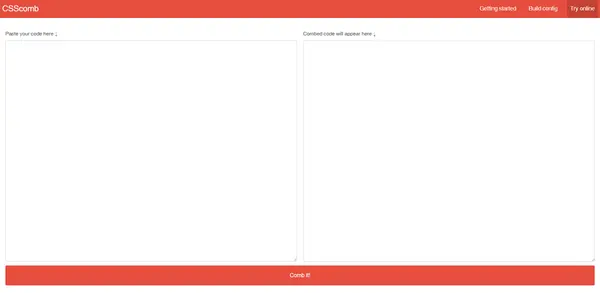 CSScomb
Getting started
Build config
Try online
Paste your code here ↓
Combed code will appear here ↓
Comb it!